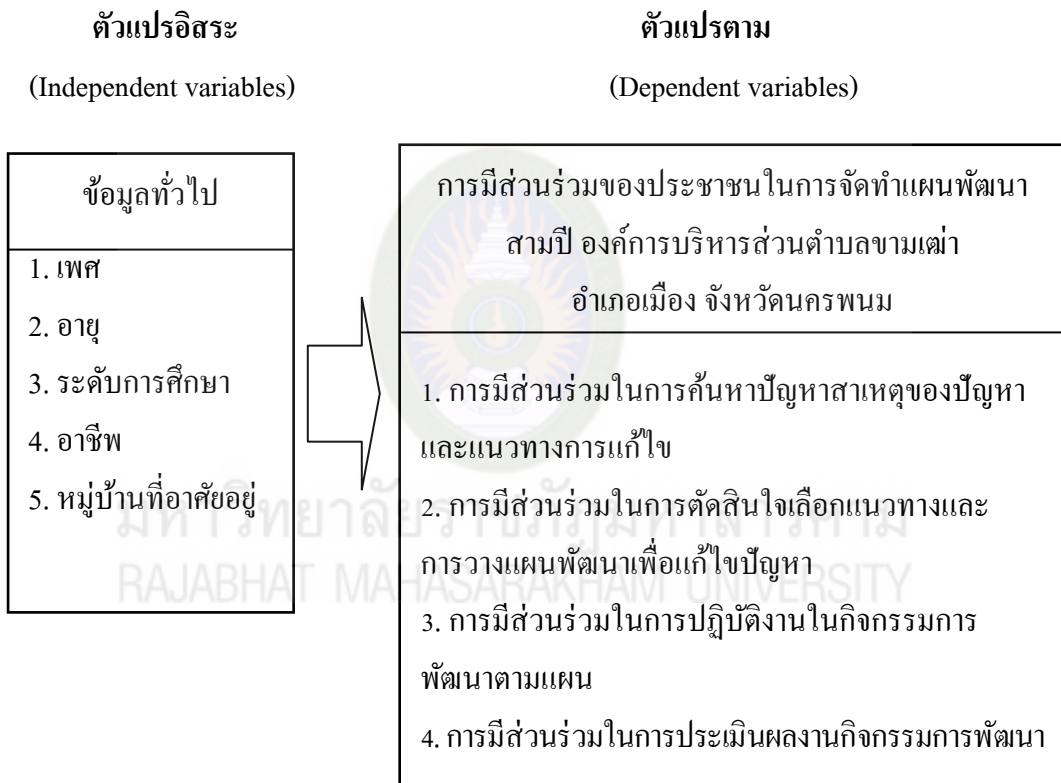 ตัวแปรอิสระ
(Independent variables)
ข้อมูลทั่วไป
1. เพศ
2. อายุ
3. ระดับการศึกษา
4. อาชีพ
5. หมู่บ้านที่อาศัยอยู่
ตัวแปรตาม
(Dependent variables)
การมีส่วนร่วมของประชาชนในการจัดทำแผนพัฒนา
สามปี องค์การบริหารส่วนตำบลขามเฒ่า
อำเภอเมือง จังหวัดนครพนม
1. การมีส่วนร่วมในการค้นหาปัญหาสาเหตุของปัญหา
และแนวทางการแก้ไข
2. การมีส่วนร่วมในการตัดสินใจเลือกแนวทางและ
การวางแผนพัฒนาเพื่อแก้ไขปัญหา
3. การมีส่วนร่วมในการปฏิบัติงานในกิจกรรมการ
พัฒนาตามแผน
4. การมีส่วนร่วมในการประเมินผลงานกิจกรรมการพัฒนา
มหาวิทยาลัยราชภัฏมหาสารคาม
RAJABHAT MAHASARAKHAM UNIVERSITY